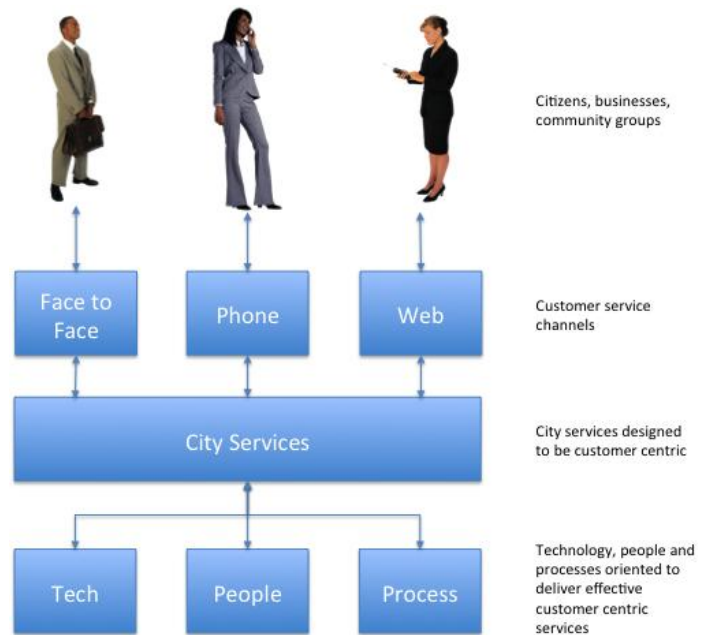 Citizens, businesses,
community groups
Face to
Face
Phone
Web
Customer service
channels
City Services
City services designed
to be customer centric
Tech
People
Process
Technology, people and
processes oriented to
deliver effective
customer centric
services